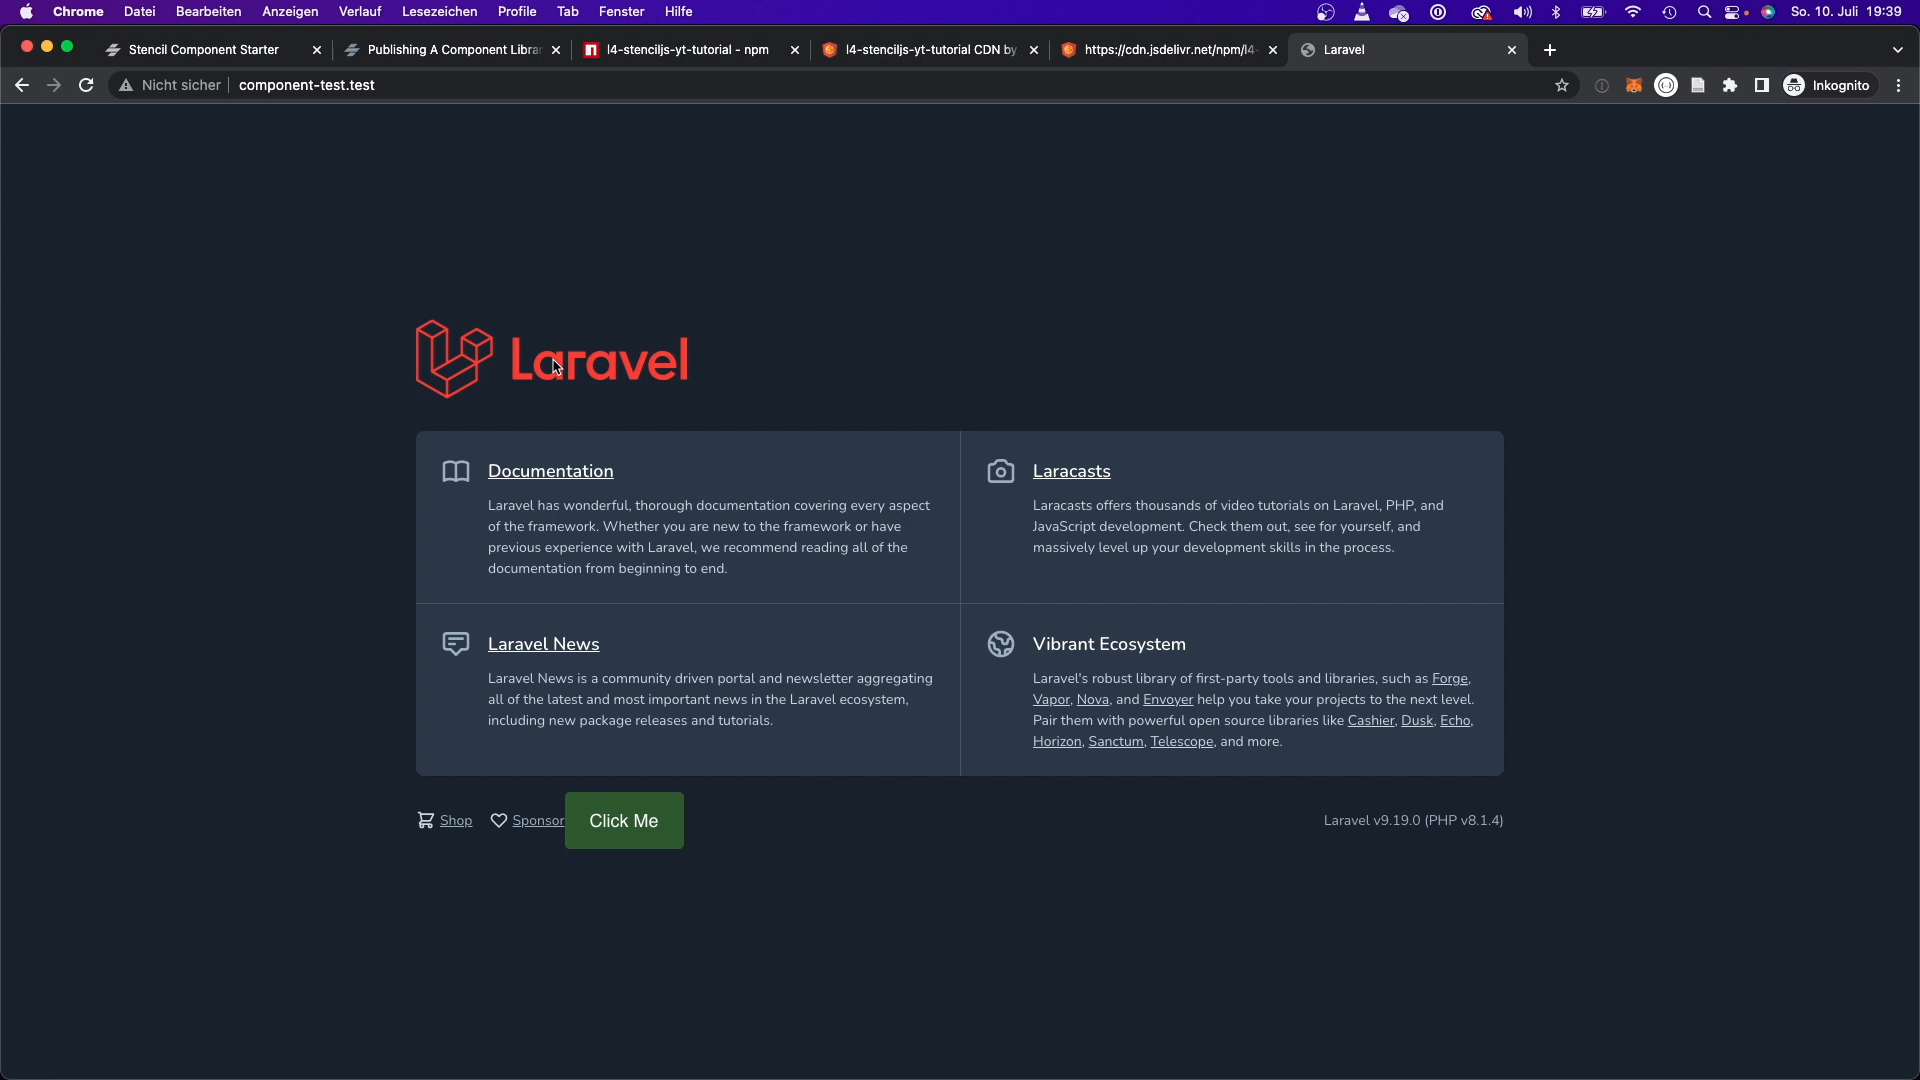 Chrome Datei Bearbeiten Anzeigen Verlauf Lesezeichen Profile Tab Fenster Hilfe So. 10. Juli 19:39
Stencil Component Starter Publishing A Component Librar l4-stenciljs-yt-tutorial - npm l4-stenciljs-yt-tutorial CDN by https://cdn.jsdelivr.net/npm/l4- Laravel
Nicht sicher component-test.test Inkognito
Laravel
Documentation
Laravel has wonderful, thorough documentation covering every aspect
of the framework. Whether you are new to the framework or have
previous experience with Laravel, we recommend reading all of the
documentation from beginning to end.
Laracasts
Laracasts offers thousands of video tutorials on Laravel, PHP, and
JavaScript development. Check them out, see for yourself, and
massively level up your development skills in the process.
Laravel News
Laravel News is a community driven portal and newsletter aggregating
all of the latest and most important news in the Laravel ecosystem,
including new package releases and tutorials.
Vibrant Ecosystem
Laravel's robust library of first-party tools and libraries, such as Forge,
Vapor, Nova, and Envoyer help you take your projects to the next level.
Pair them with powerful open source libraries like Cashier, Dusk, Echo,
Horizon, Sanctum, Telescope, and more.
Shop Sponsor Click Me Laravel v9.19.0 (PHP v8.1.4)